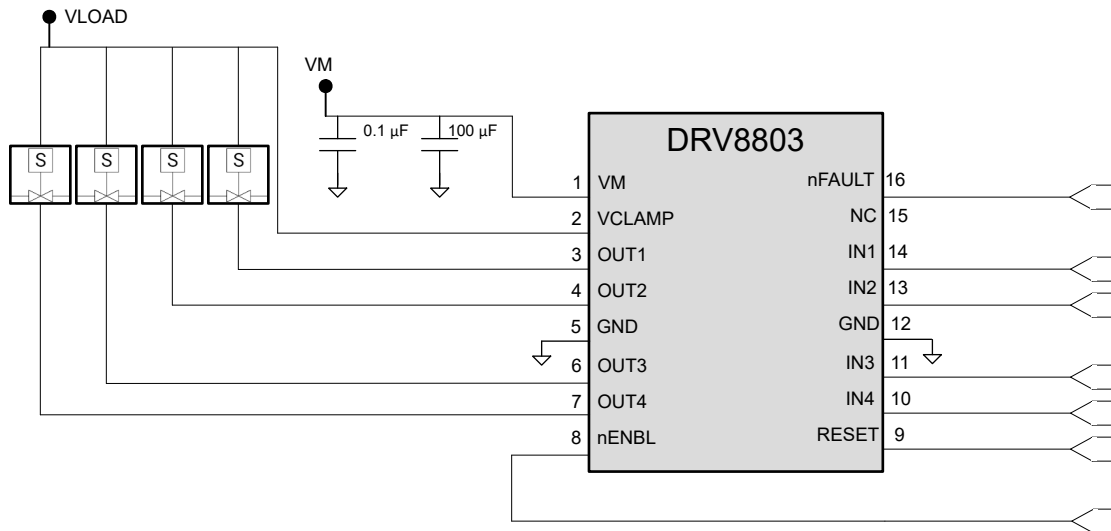 VLOAD
VM
0.1 µF
100 µF
S
S
S
S
DRV8803
1 VM
nFAULT 16
2 VCLAMP
NC 15
3 OUT1
IN1 14
4 OUT2
IN2 13
5 GND
GND 12
6 OUT3
IN3 11
7 OUT4
IN4 10
8 nENBL
RESET 9